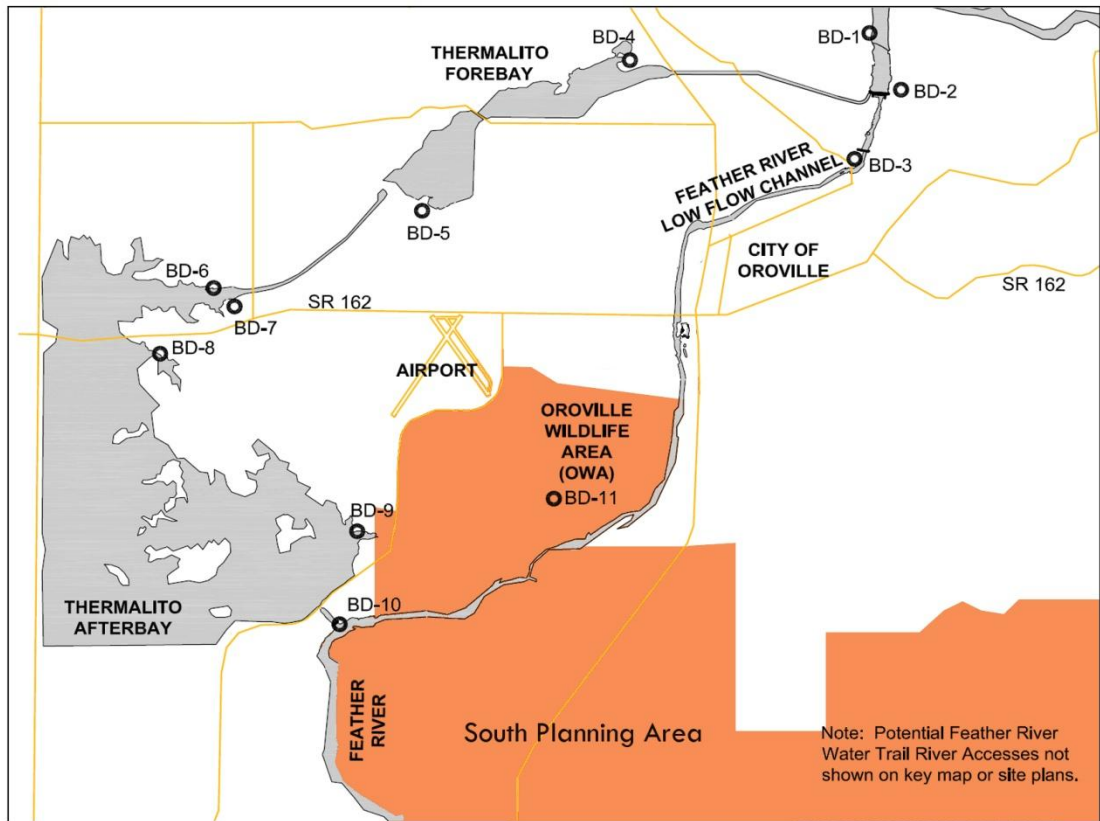 BD-4
BD-1
THERMALITO
FOREBAY
BD-2
BD-3
FEATHER RIVER
LOW FLOW CHANNEL
BD-5
CITY OF
OROVILLE
BD-6
SR 162
SR 162
BD-7
BD-8
AIRPORT
OROVILLE
WILDLIFE
AREA
(OWA)
BD-11
BD-9
THERMALITO
AFTERBAY
BD-10
FEATHER
RIVER
South Planning Area
Note: Potential Feather River
Water Trail River Accesses not
shown on key map or site plans.